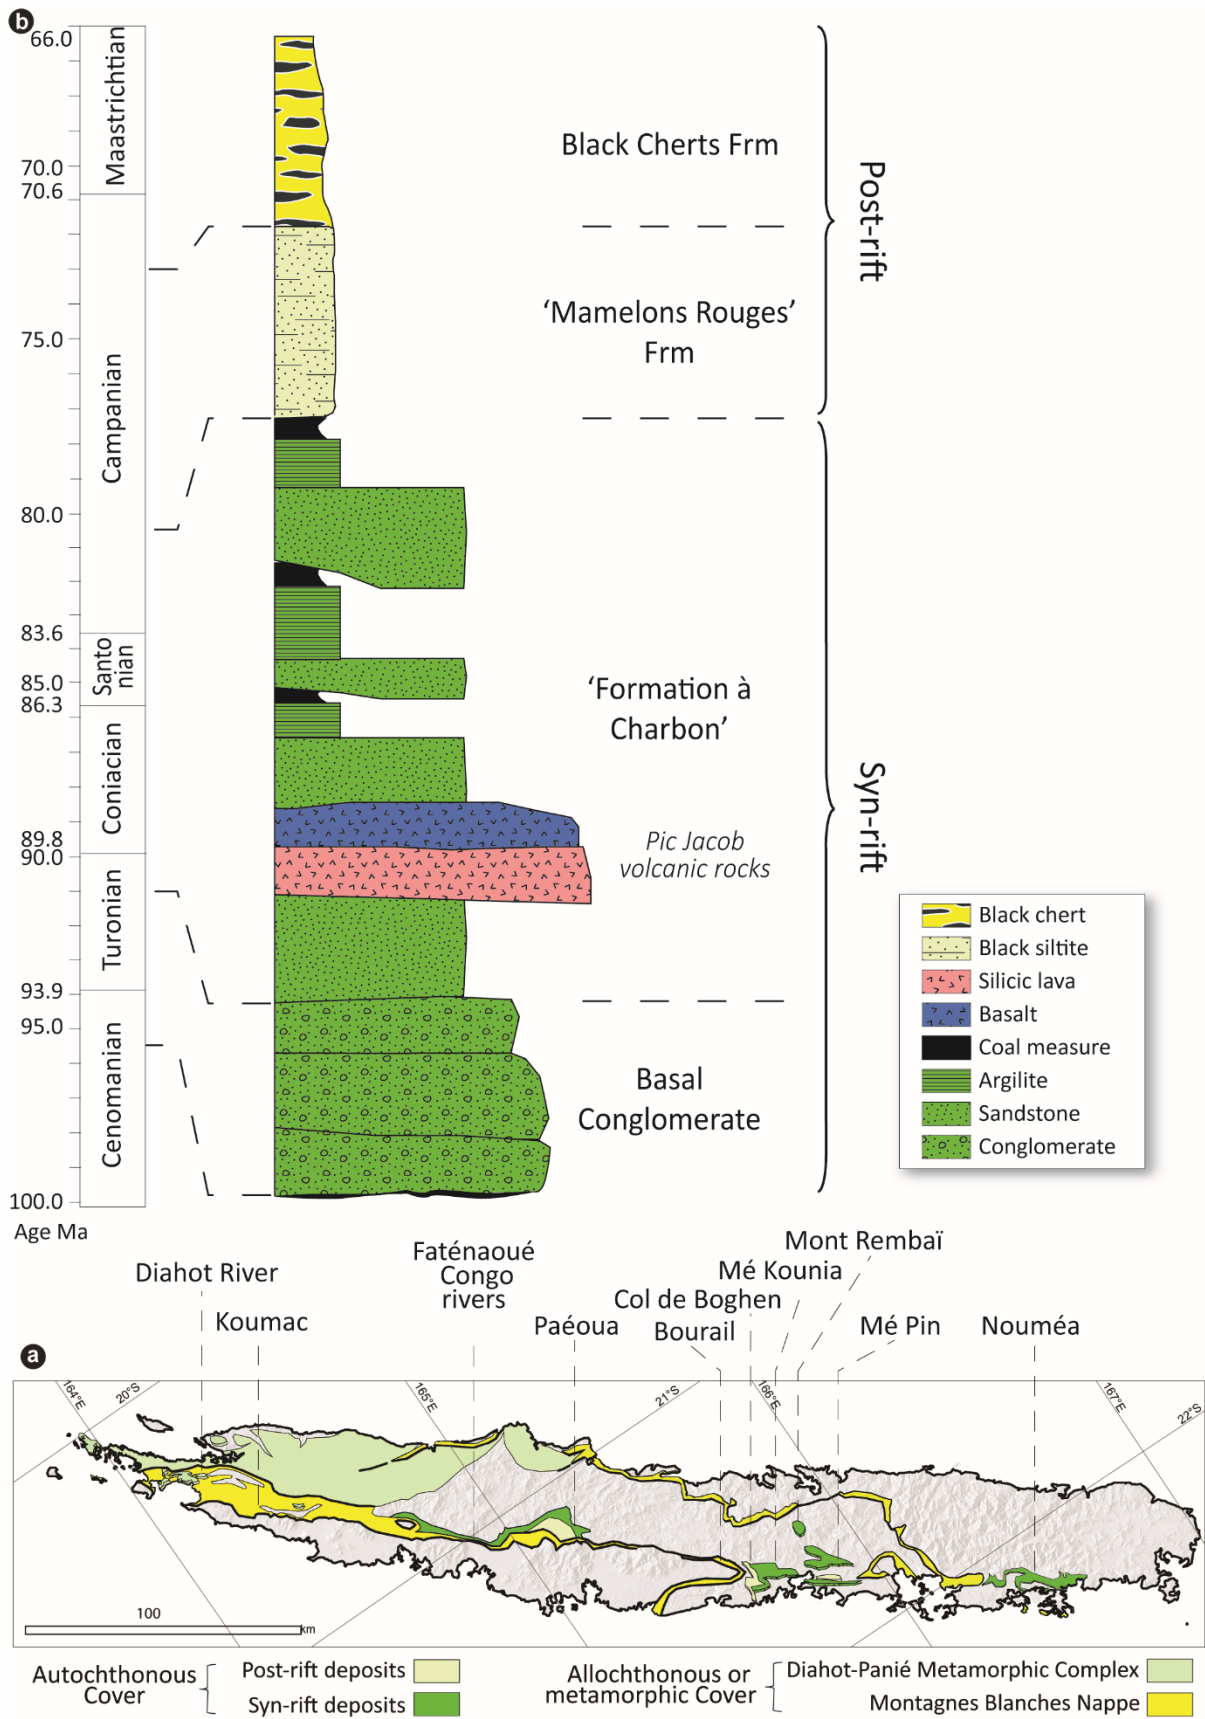 b
66.0
70.0
70.6
75.0
80.0
83.6
85.0
86.3
89.8
90.0
93.9
95.0
100.0
Age Ma
Maastrichtian
Campanian
Santo
nian
Coniacian
Turonian
Cenomanian
Black Cherts Frm
‘Mamelons Rouges’
Frm
‘Formation à
Charbon’
Pic Jacob
volcanic rocks
Basal
Conglomerate
Post-rift
Syn-rift
Black chert
Black siltite
Silicic lava
Basalt
Coal measure
Argilite
Sandstone
Conglomerate
a
Diahot River
Koumac
Faténaoué
Congo
rivers
Paéoua
Col de Boghen
Bourail
Mé Kounia
Mont Rembaï
Mé Pin
Nouméa
164°E
20°S
165°E
21°S
166°E
167°E
22°S
100
km
Autochthonous
Cover
Post-rift deposits
Syn-rift deposits
Allochthonous or
metamorphic Cover
Diahot-Panié Metamorphic Complex
Montagnes Blanches Nappe